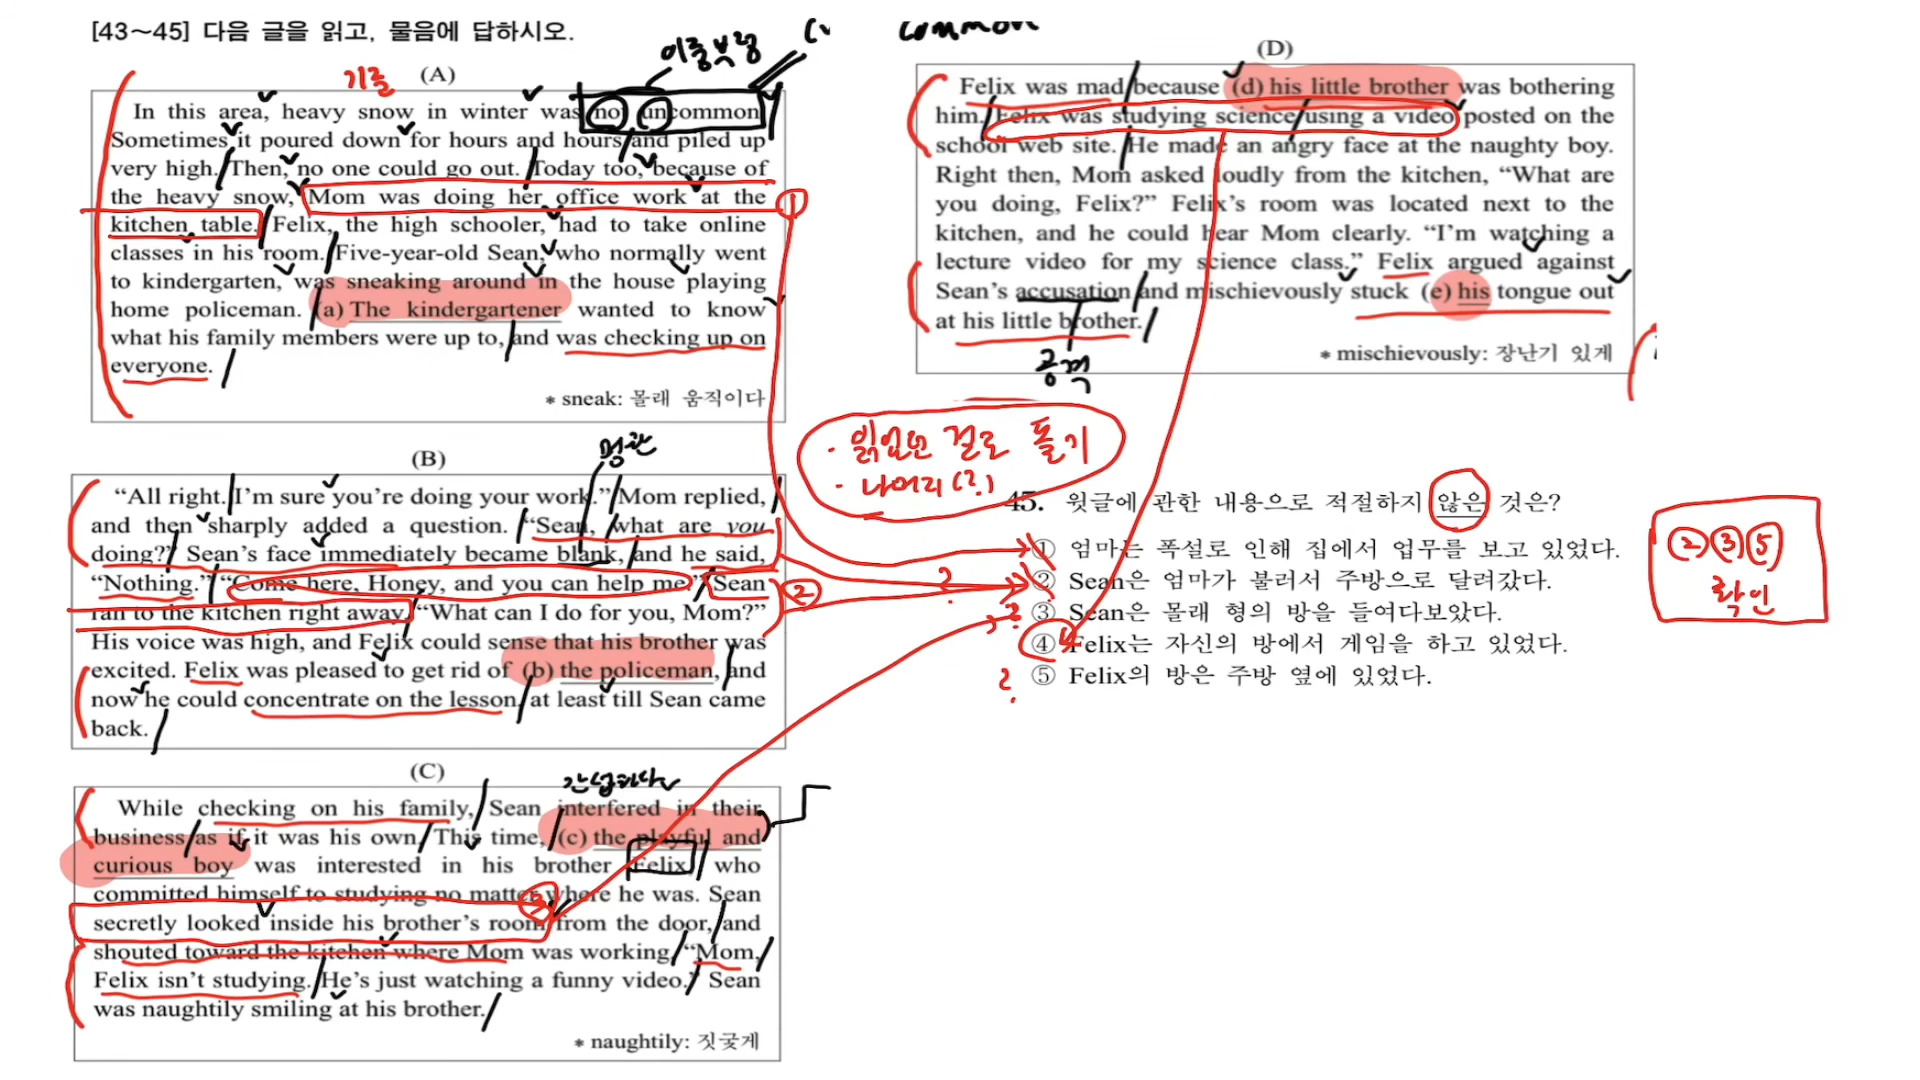 [43~45] 다음 글을 읽고, 물음에 답하시오.
기준
(A)
이중부정
In this area, heavy snow in winter was not uncommon.
Sometimes it poured down for hours and hours and piled up
very high. Then, no one could go out. Today too, because of
the heavy snow, Mom was doing her office work at the
kitchen table. Felix, the high schooler, had to take online
classes in his room. Five-year-old Sean, who normally went
to kindergarten, was sneaking around in the house playing
home policeman. (a) The kindergartener wanted to know
what his family members were up to, and was checking up on
everyone.
* sneak: 몰래 움직이다
①
(B)
멍한
“All right. I’m sure you’re doing your work.” Mom replied,
and then sharply added a question. “Sean, what are you
doing?” Sean’s face immediately became blank, and he said,
“Nothing.” “Come here, Honey, and you can help me.” Sean
ran to the kitchen right away. “What can I do for you, Mom?”
His voice was high, and Felix could sense that his brother was
excited. Felix was pleased to get rid of (b) the policeman, and
now he could concentrate on the lesson, at least till Sean came
back.
②
(C)
간섭하다
While checking on his family, Sean interfered in their
business as if it was his own. This time, (c) the playful and
curious boy was interested in his brother Felix, who
committed himself to studying no matter where he was. Sean
secretly looked inside his brother’s room from the door, and
shouted toward the kitchen where Mom was working, “Mom,
Felix isn’t studying. He’s just watching a funny video.” Sean
was naughtily smiling at his brother.
* naughtily: 짓궂게
③
common
(D)
Felix was mad because (d) his little brother was bothering
him. Felix was studying science using a video posted on the
school web site. He made an angry face at the naughty boy.
Right then, Mom asked loudly from the kitchen, “What are
you doing, Felix?” Felix’s room was located next to the
kitchen, and he could hear Mom clearly. “I’m watching a
lecture video for my science class.” Felix argued against
Sean’s accusation and mischievously stuck (e) his tongue out
at his little brother.
공격
* mischievously: 장난기 있게
· 읽었던 걸로 풀기
· 나머리(?)
45. 윗글에 관한 내용으로 적절하지 않은 것은?
① 엄마는 폭설로 인해 집에서 업무를 보고 있었다.
② Sean은 엄마가 불러서 주방으로 달려갔다.
③ Sean은 몰래 형의 방을 들여다보았다.
④ Felix는 자신의 방에서 게임을 하고 있었다.
⑤ Felix의 방은 주방 옆에 있었다.
?
?
?
②③⑤
확인